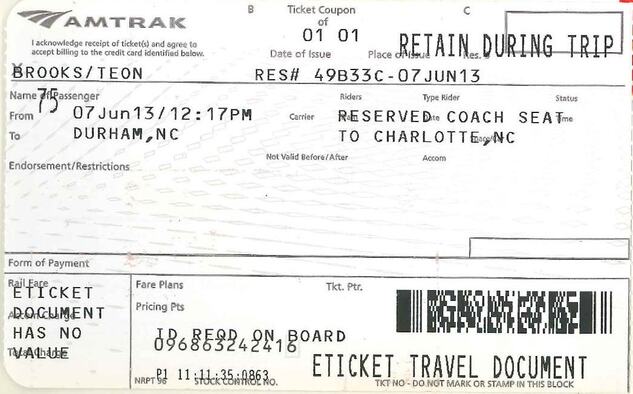 AMTRAK
B
Ticket Coupon
of
01 01
C
I acknowledge receipt of ticket(s) and agree to
accept billing to the credit card identified below.
Date of Issue
Place of Issue
RETAIN DURING TRIP
BROOKS/TEON
RES# 49B33C-07JUN13
Name of Passenger
75
Riders
Type Rider
Status
From
07Jun13/12:17PM
Carrier
RESERVED COACH SEAT
Time
To
DURHAM,NC
TO CHARLOTTE,NC
Endorsement/Restrictions
Not Valid Before/After
Accom
Form of Payment
Rail Fare
ETICKET
DOCUMENT
HAS NO
VALUE
Fare Plans
Tkt. Ptr.
Pricing Pts
ID REQD ON BOARD
096863242416
ETICKET TRAVEL DOCUMENT
P1 11:11:35:0863
NRPT 96
STOCK CONTROL NO.
TKT NO - DO NOT MARK OR STAMP IN THIS BLOCK